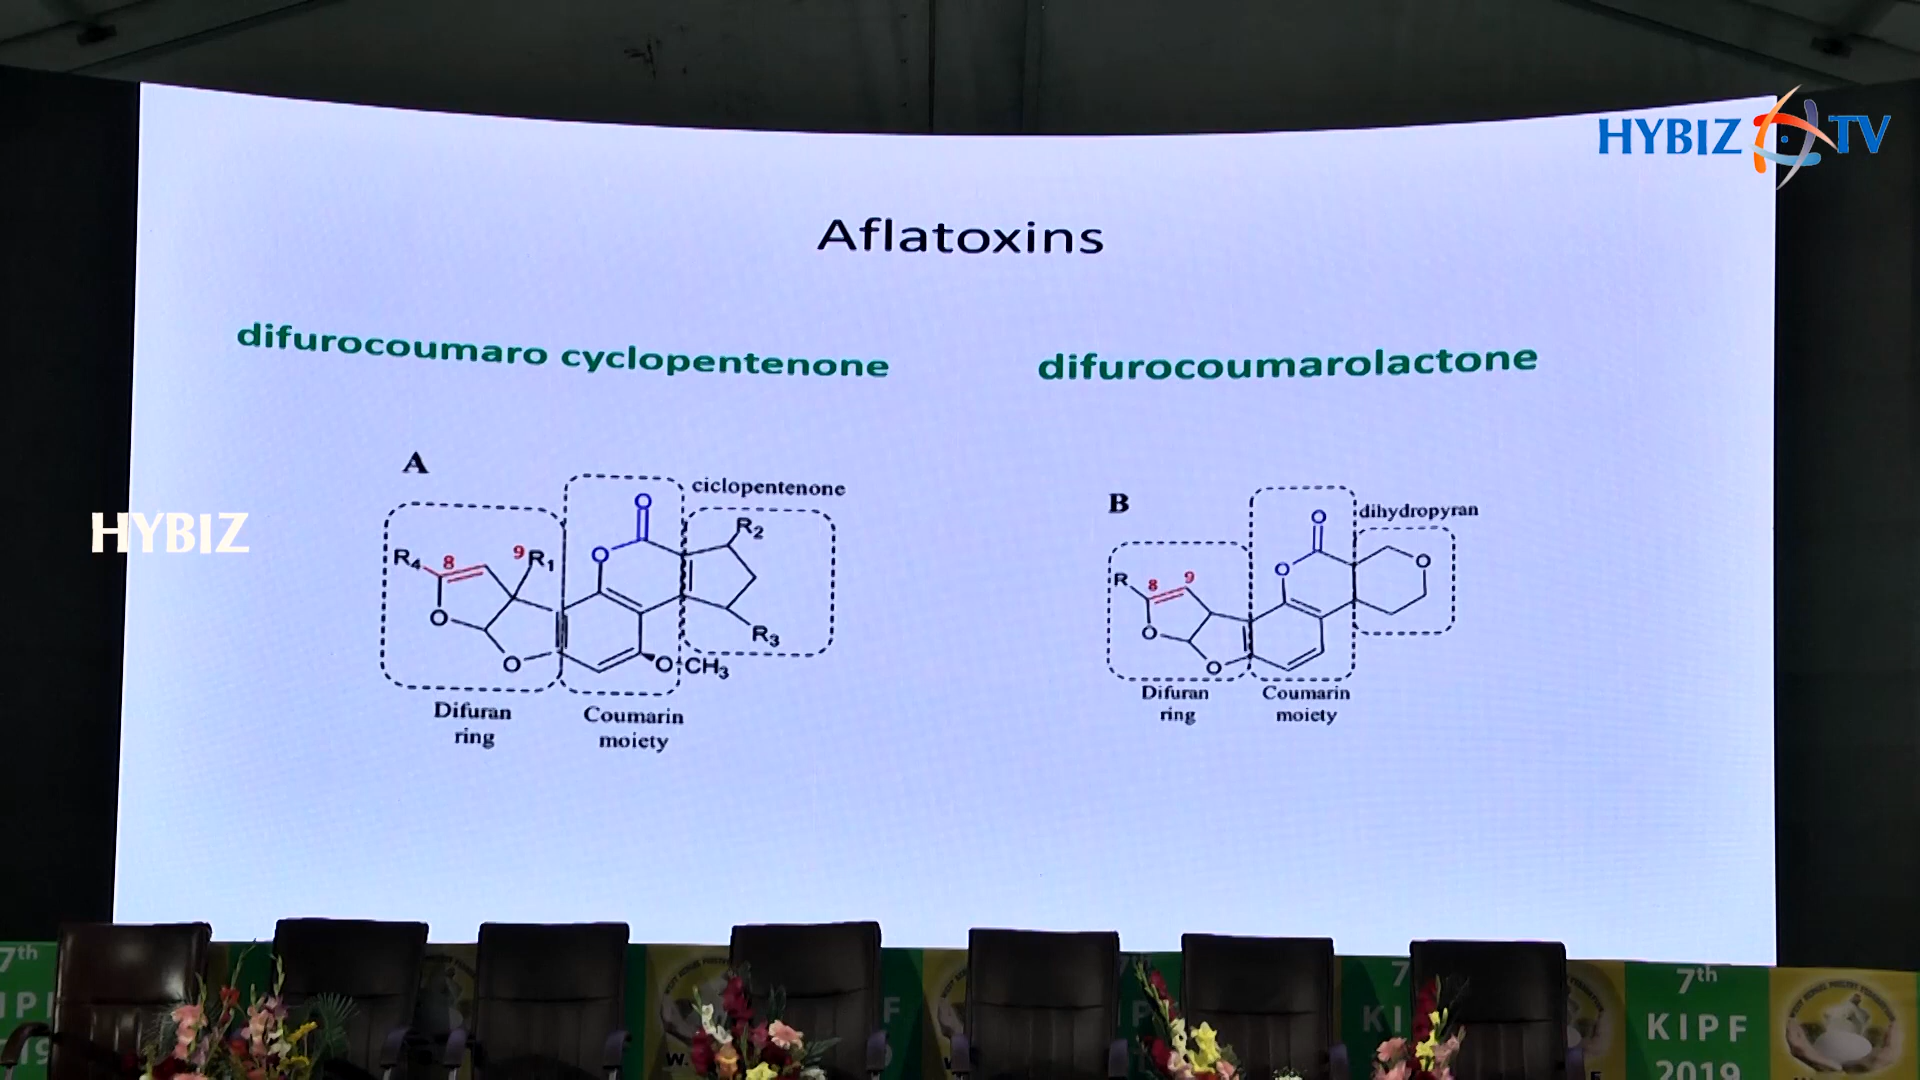 HYBIZ TV
Aflatoxins
difurocoumaro cyclopentenone
difurocoumarolactone
A
ciclopentenone
O
R2
R4
8
9
R1
O
O
O
R3
O
CH3
Difuran
ring
Coumarin
moiety
B
dihydropyran
O
O
O
R
8
9
O
O
Difuran
ring
Coumarin
moiety
HYBIZ
7th
7th
KIPF
2019